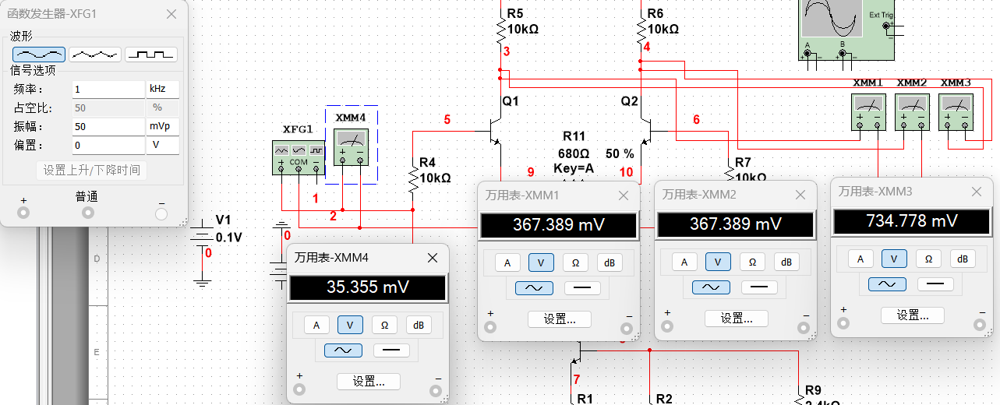 函数发生器-XFG1
波形
信号选项
频率： 1 kHz
占空比: 50 %
振幅： 50 mVp
偏置： 0 V
设置上升/下降时间
+ 普通 −
R5
10kΩ
3
R6
10kΩ
4
Ext Trig
+
−
A B
+ − + −
XMM1 XMM2 XMM3
+ − + − + −
Q1
Q2
5
6
XFG1
XMM4
+ COM −
+ −
R11
680Ω
Key=A
50 %
R4
10kΩ
R7
10kΩ
9
10
1
2
0
V1
0.1V
0
万用表-XMM1
367.389 mV
A V Ω dB
设置...
+ −
万用表-XMM2
367.389 mV
A V Ω dB
设置...
+ −
万用表-XMM3
734.778 mV
A V Ω dB
设置...
+ −
万用表-XMM4
35.355 mV
A V Ω dB
设置...
+ −
D
E
7
R1
R2
R9